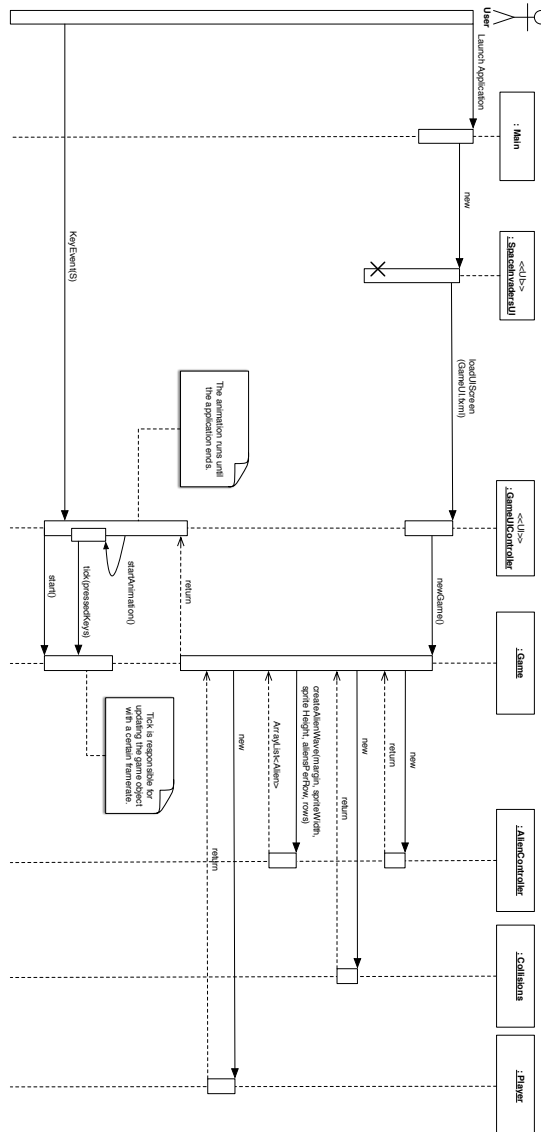 User
: Main
<<UI>>
: SpaceInvadersUI
<<UI>>
: GameUIController
: Game
: AlienController
: Collisions
: Player
Launch Application
new
loadUIScreen
(GameUI.fxml)
newGame()
new
return
new
return
createAlienWave(margin, spriteWidth,
sprite Height, aliensPerRow, rows)
ArrayList<Alien>
new
return
return
KeyEvent(S)
The animation runs until
the application ends.
startAnimation()
tick(pressedKeys)
start()
Tick is responsible for
updating the game object
with a certain framerate.